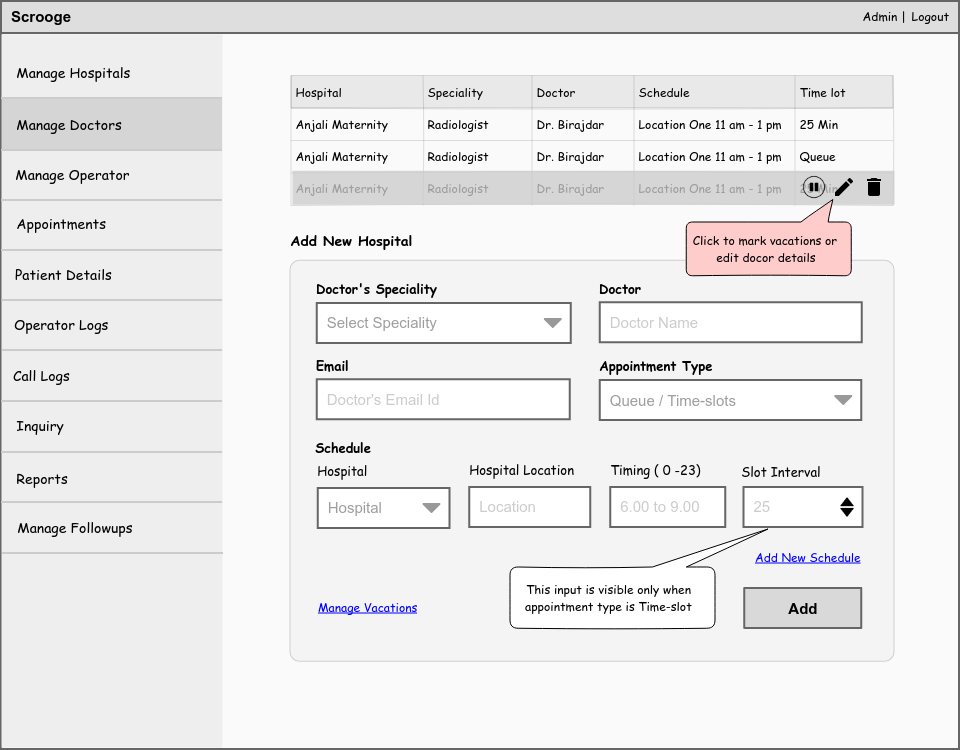 Scrooge
Admin | Logout
Manage Hospitals
Manage Doctors
Manage Operator
Appointments
Patient Details
Operator Logs
Call Logs
Inquiry
Reports
Manage Followups
Hospital Speciality Doctor Schedule Time lot
Anjali Maternity Radiologist Dr. Birajdar Location One 11 am - 1 pm 25 Min
Anjali Maternity Radiologist Dr. Birajdar Location One 11 am - 1 pm Queue
Anjali Maternity Radiologist Dr. Birajdar Location One 11 am - 1 pm
Click to mark vacations or
edit docor details
Add New Hospital
Doctor's Speciality Doctor
Select Speciality Doctor Name
Email Appointment Type
Doctor's Email Id Queue / Time-slots
Schedule
Hospital Hospital Location Timing ( 0 -23) Slot Interval
Hospital Location 6.00 to 9.00 25
Add New Schedule
This input is visible only when
appointment type is Time-slot
Manage Vacations
Add